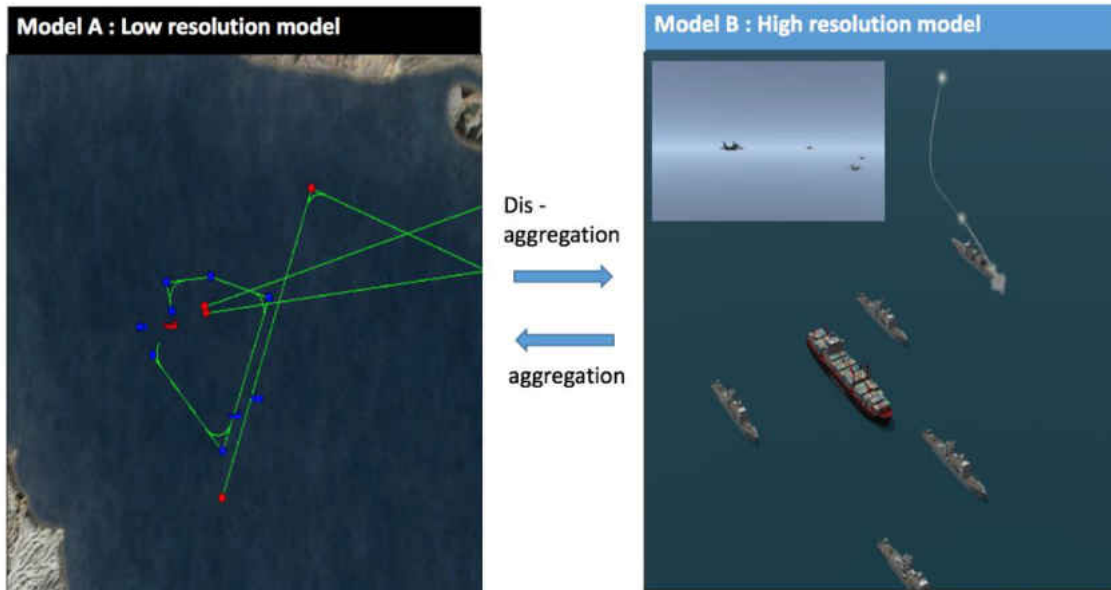 Model A : Low resolution model
Model B : High resolution model
Dis -
aggregation
aggregation